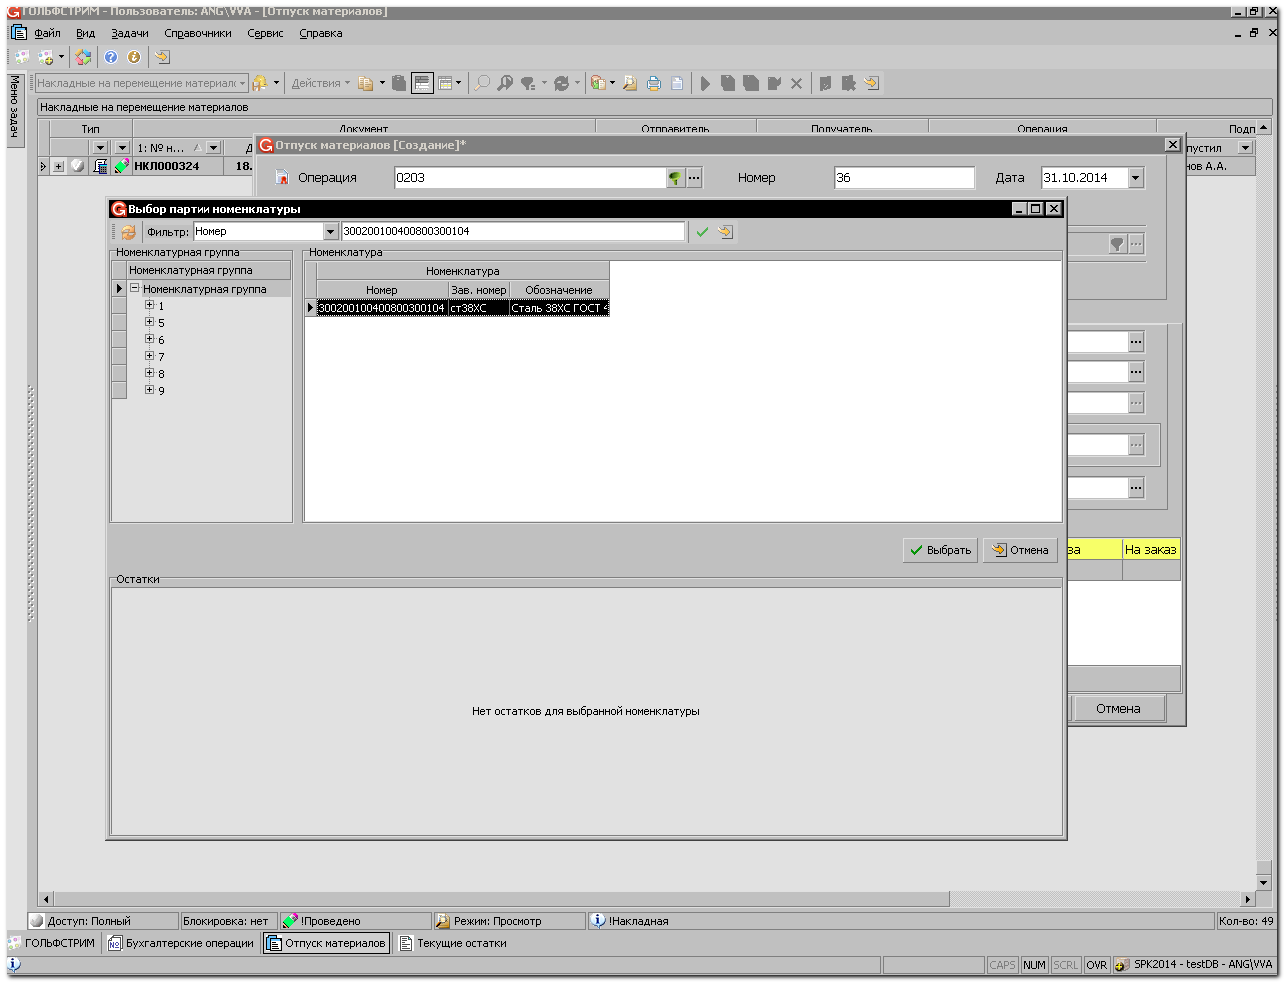 ГОЛЬФСТРИМ - Пользователь: ANG\VVA - [Отпуск материалов]
Файл Вид Задачи Справочники Сервис Справка
Меню задач
Накладные на перемещение материалс Действия
Накладные на перемещение материалов
Тип Документ Отправитель Получатель Операция Подп
1: № н... Д пустил
НКЛ000324 18. нов А.А.
Отпуск материалов [Создание]*
Операция 0203 Номер 36 Дата 31.10.2014
Выбор партии номенклатуры
Фильтр: Номер 300200100400800300104
Номенклатурная группа
Номенклатурная группа
Номенклатурная группа
1
5
6
7
8
9
Номенклатура
Номенклатура
Номер Зав. номер Обозначение
300200100400800300104 ст38ХС Сталь 38ХС ГОСТ 4
Выбрать Отмена
за На заказ
Остатки
Нет остатков для выбранной номенклатуры
Отмена
Доступ: Полный Блокировка: нет !Проведено Режим: Просмотр !Накладная Кол-во: 49
ГОЛЬФСТРИМ Бухгалтерские операции Отпуск материалов Текущие остатки
CAPS NUM SCRL OVR SPK2014 - testDB - ANG\VVA